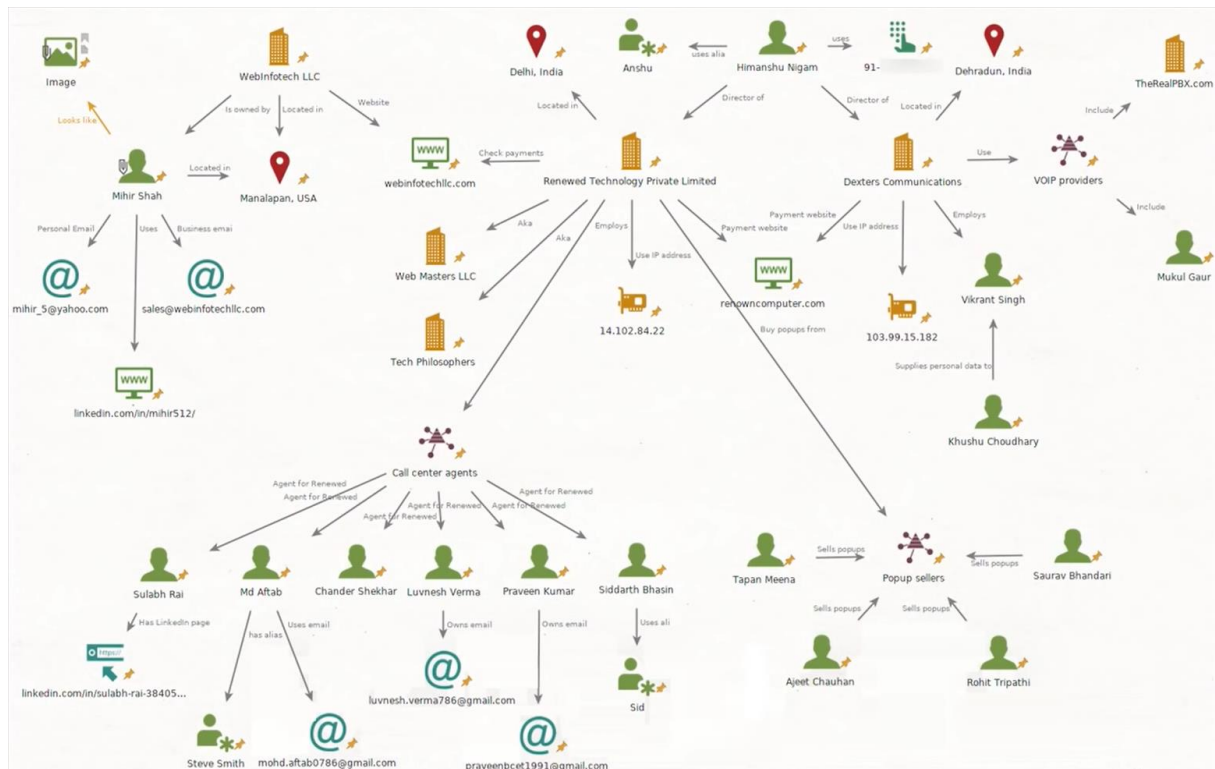 Image
WebInfotech LLC
Delhi, India
Anshu
uses alia
Himanshu Nigam
uses
91-
Dehradun, India
TheRealPBX.com
Looks like
Is owned by
Located in
Website
Located in
Director of
Director of
Located in
Include
Mihir Shah
Located in
Manalapan, USA
www
webinfotechllc.com
Check payments
Renewed Technology Private Limited
Dexters Communications
Use
VOIP providers
Include
Mukul Gaur
Personal Email
Uses
Business emai
@
mihir_5@yahoo.com
@
sales@webinfotechllc.com
Aka
Aka
Employs
Use IP address
Payment website
Payment website
Use IP address
Employs
Web Masters LLC
Tech Philosophers
14.102.84.22
www
renowncomputer.com
Buy popups from
103.99.15.182
Vikrant Singh
Supplies personal data to
Khushu Choudhary
www
linkedin.com/in/mihir512/
Call center agents
Agent for Renewed
Agent for Renewed
Agent for Renewed
Agent for Renewed
Agent for Renewed
Agent for Renewed
Sulabh Rai
Md Aftab
Chander Shekhar
Luvnesh Verma
Praveen Kumar
Siddarth Bhasin
Tapan Meena
Sells popups
Popup sellers
Sells popups
Saurav Bhandari
Sells popups
Sells popups
Ajeet Chauhan
Rohit Tripathi
Has LinkedIn page
https://
linkedin.com/in/sulabh-rai-38405...
has alias
Uses email
Owns email
Owns email
Uses ali
@
luvnesh.verma786@gmail.com
Sid
Steve Smith
@
mohd.aftab0786@gmail.com
@
praveenbcet1991@gmail.com